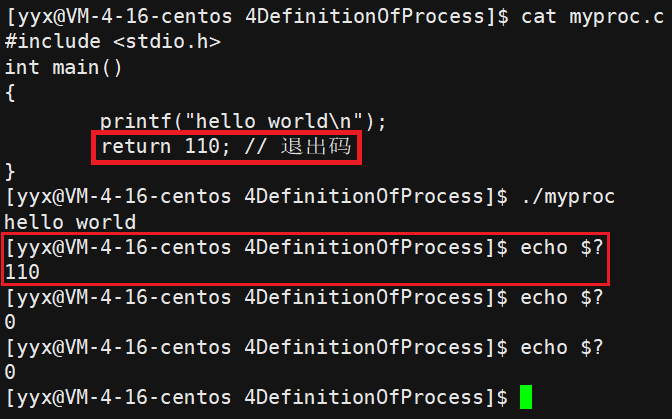 [yyx@VM-4-16-centos 4DefinitionOfProcess]$ cat myproc.c
#include <stdio.h>
int main()
{
        printf("hello world\n");
        return 110; // 退出码
}
[yyx@VM-4-16-centos 4DefinitionOfProcess]$ ./myproc
hello world
[yyx@VM-4-16-centos 4DefinitionOfProcess]$ echo $?
110
[yyx@VM-4-16-centos 4DefinitionOfProcess]$ echo $?
0
[yyx@VM-4-16-centos 4DefinitionOfProcess]$ echo $?
0
[yyx@VM-4-16-centos 4DefinitionOfProcess]$